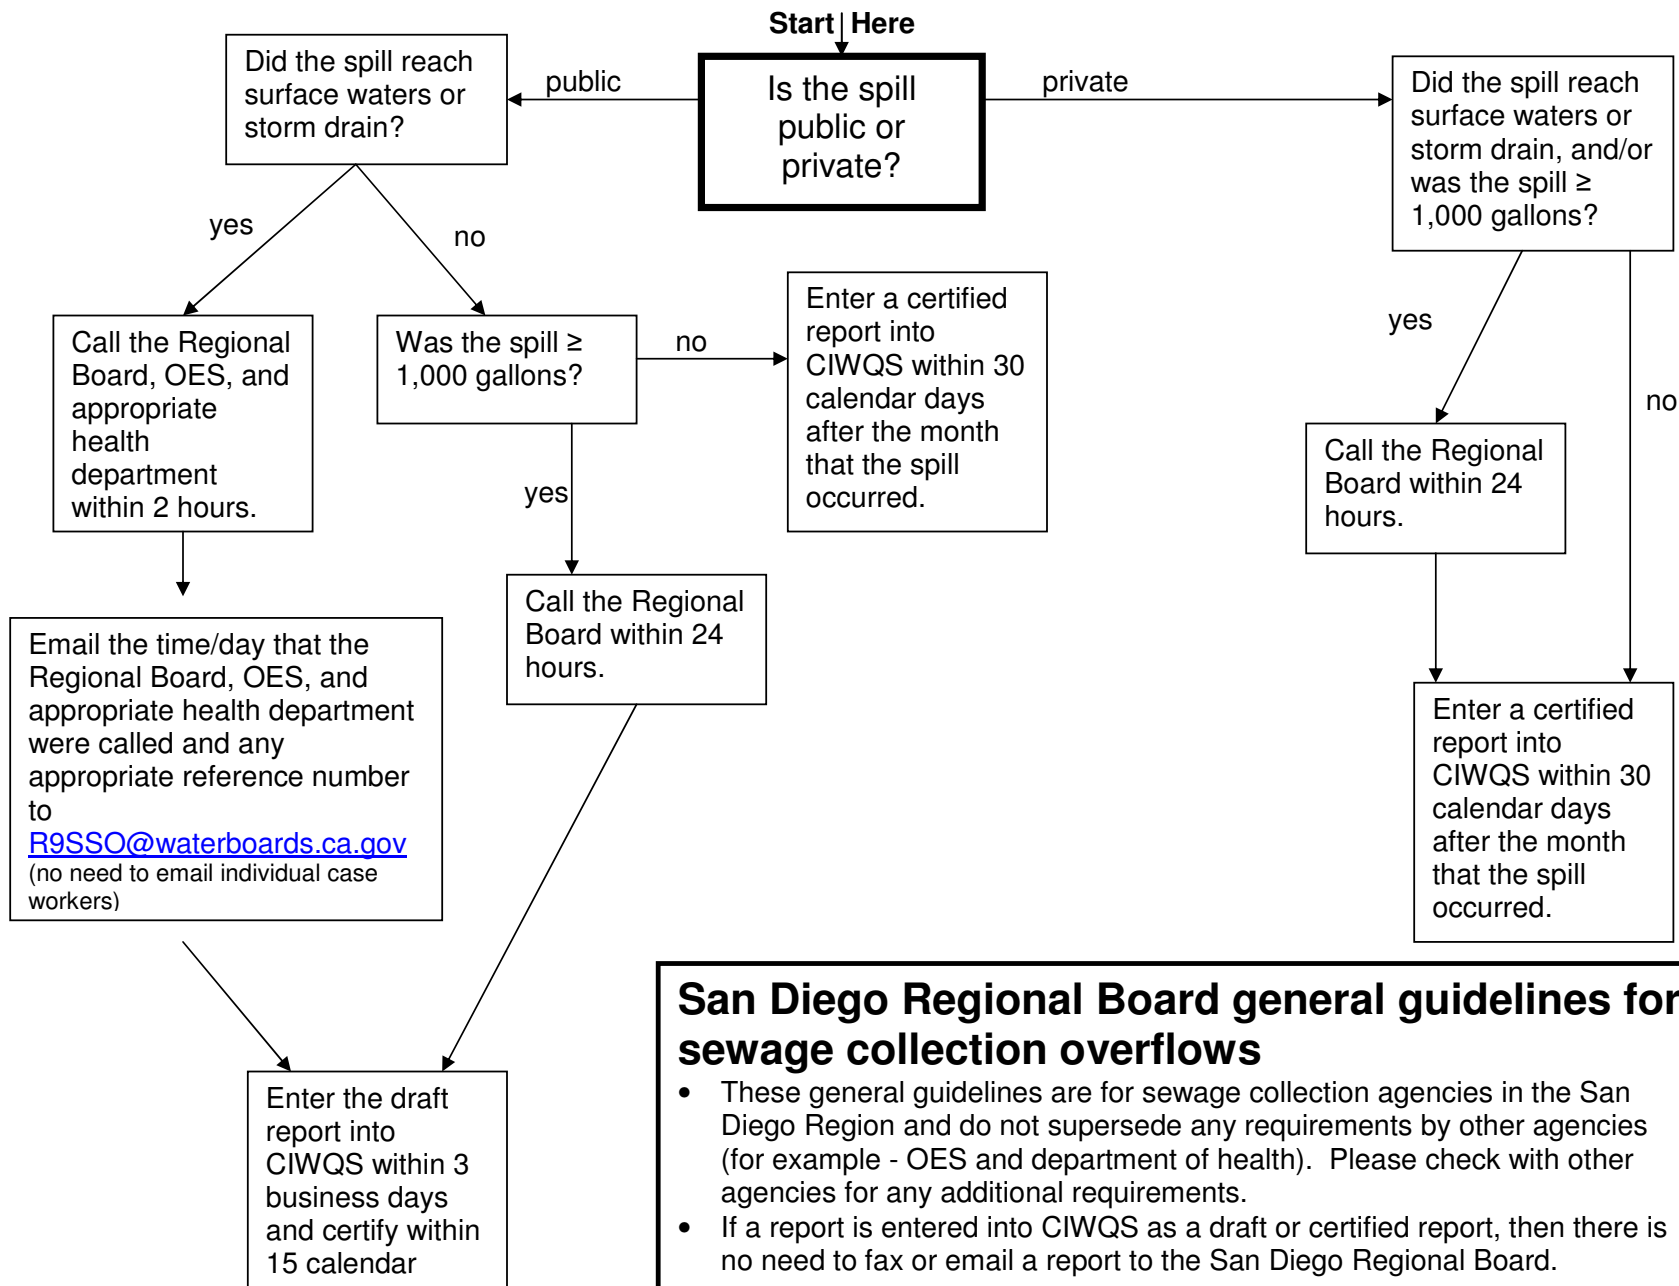 Start Here
Did the spill reach
surface waters or
storm drain?
public
Is the spill
public or
private?
private
Did the spill reach
surface waters or
storm drain, and/or
was the spill ≥
1,000 gallons?
yes
no
Call the Regional
Board, OES, and
appropriate
health
department
within 2 hours.
Was the spill ≥
1,000 gallons?
no
Enter a certified
report into
CIWQS within 30
calendar days
after the month
that the spill
occurred.
yes
no
Call the Regional
Board within 24
hours.
yes
Call the Regional
Board within 24
hours.
Email the time/day that the
Regional Board, OES, and
appropriate health department
were called and any
appropriate reference number
to
R9SSO@waterboards.ca.gov
(no need to email individual case
workers)
Enter a certified
report into
CIWQS within 30
calendar days
after the month
that the spill
occurred.
Enter the draft
report into
CIWQS within 3
business days
and certify within
15 calendar
San Diego Regional Board general guidelines for
sewage collection overflows
• These general guidelines are for sewage collection agencies in the San
Diego Region and do not supersede any requirements by other agencies
(for example - OES and department of health). Please check with other
agencies for any additional requirements.
• If a report is entered into CIWQS as a draft or certified report, then there is
no need to fax or email a report to the San Diego Regional Board.